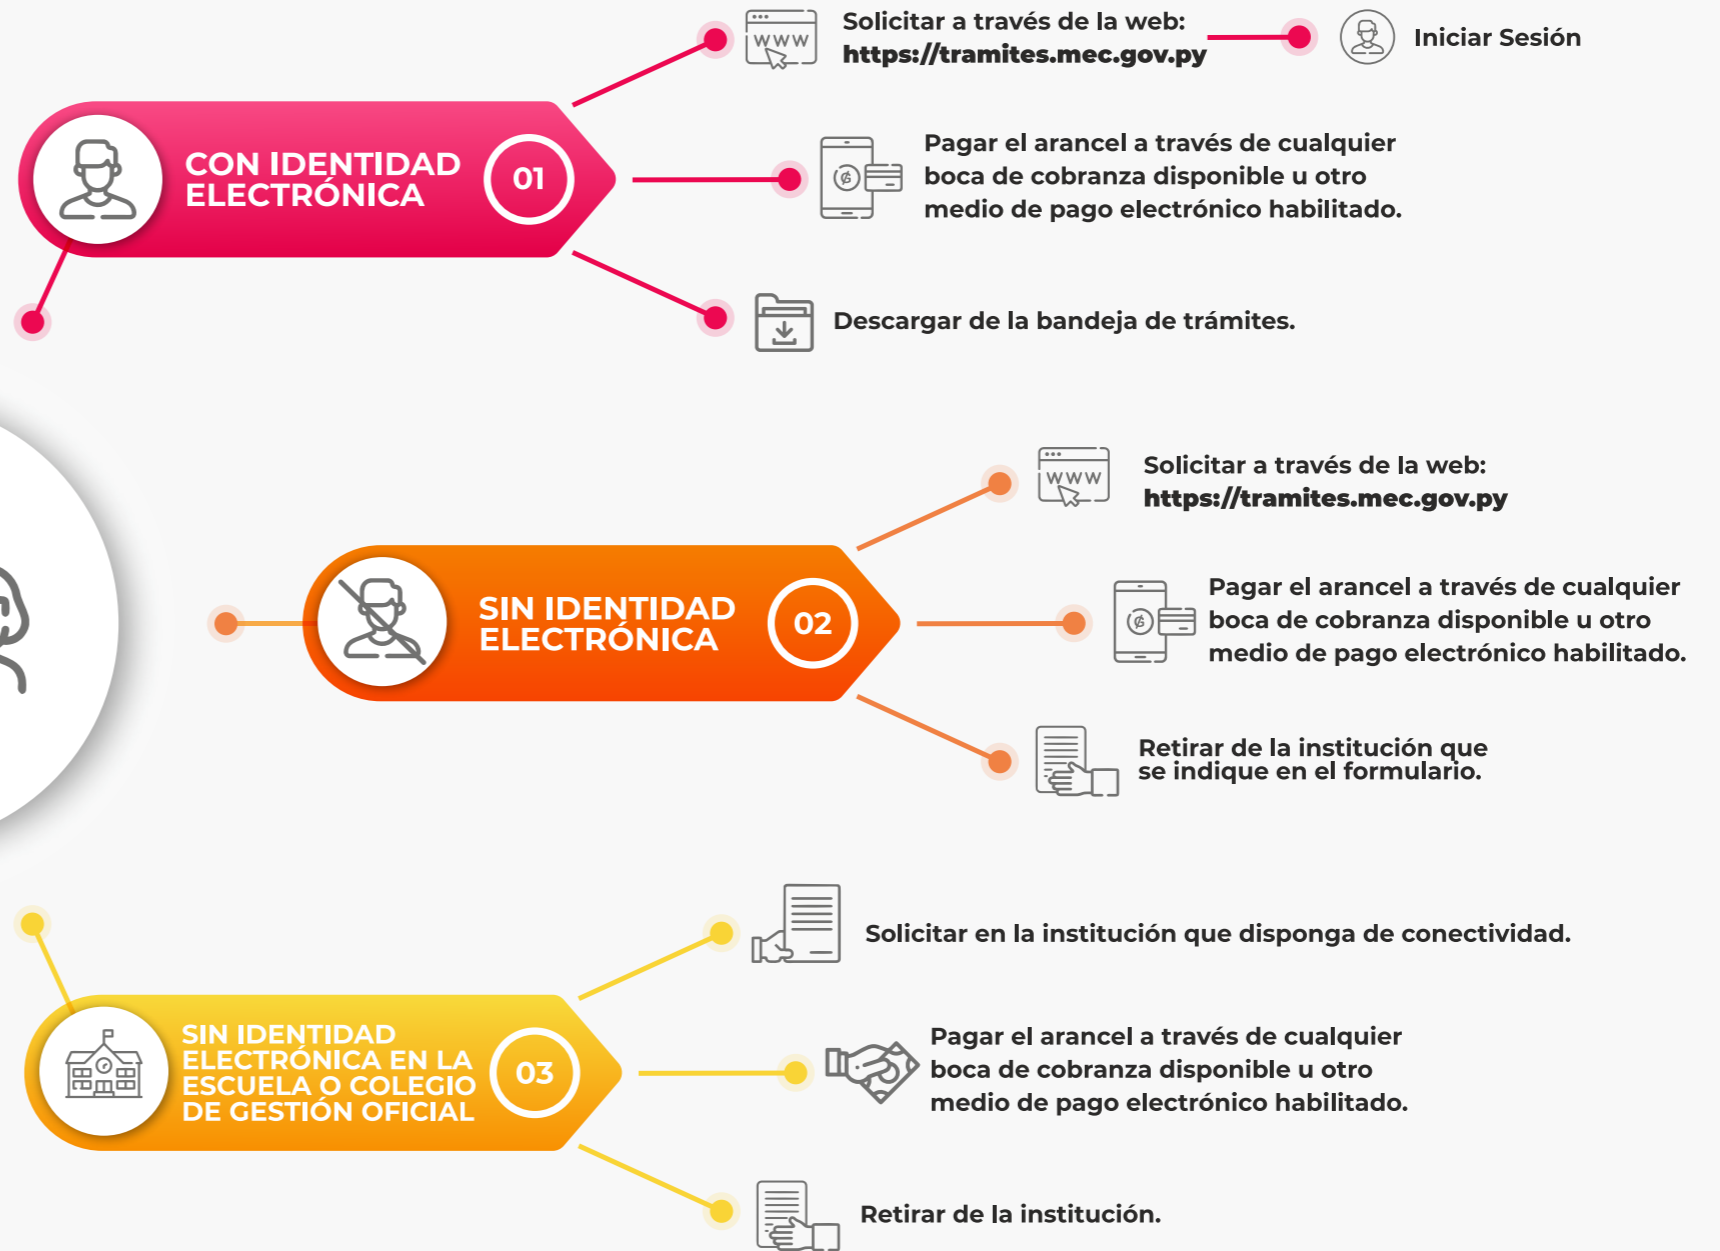 Solicitar a través de la web:
https://tramites.mec.gov.py
Iniciar Sesión
CON IDENTIDAD
ELECTRÓNICA
01
Pagar el arancel a través de cualquier
boca de cobranza disponible u otro
medio de pago electrónico habilitado.
Descargar de la bandeja de trámites.
Solicitar a través de la web:
https://tramites.mec.gov.py
SIN IDENTIDAD
ELECTRÓNICA
02
Pagar el arancel a través de cualquier
boca de cobranza disponible u otro
medio de pago electrónico habilitado.
Retirar de la institución que
se indique en el formulario.
Solicitar en la institución que disponga de conectividad.
SIN IDENTIDAD
ELECTRÓNICA EN LA
ESCUELA O COLEGIO
DE GESTIÓN OFICIAL
03
Pagar el arancel a través de cualquier
boca de cobranza disponible u otro
medio de pago electrónico habilitado.
Retirar de la institución.
WWW
WWW